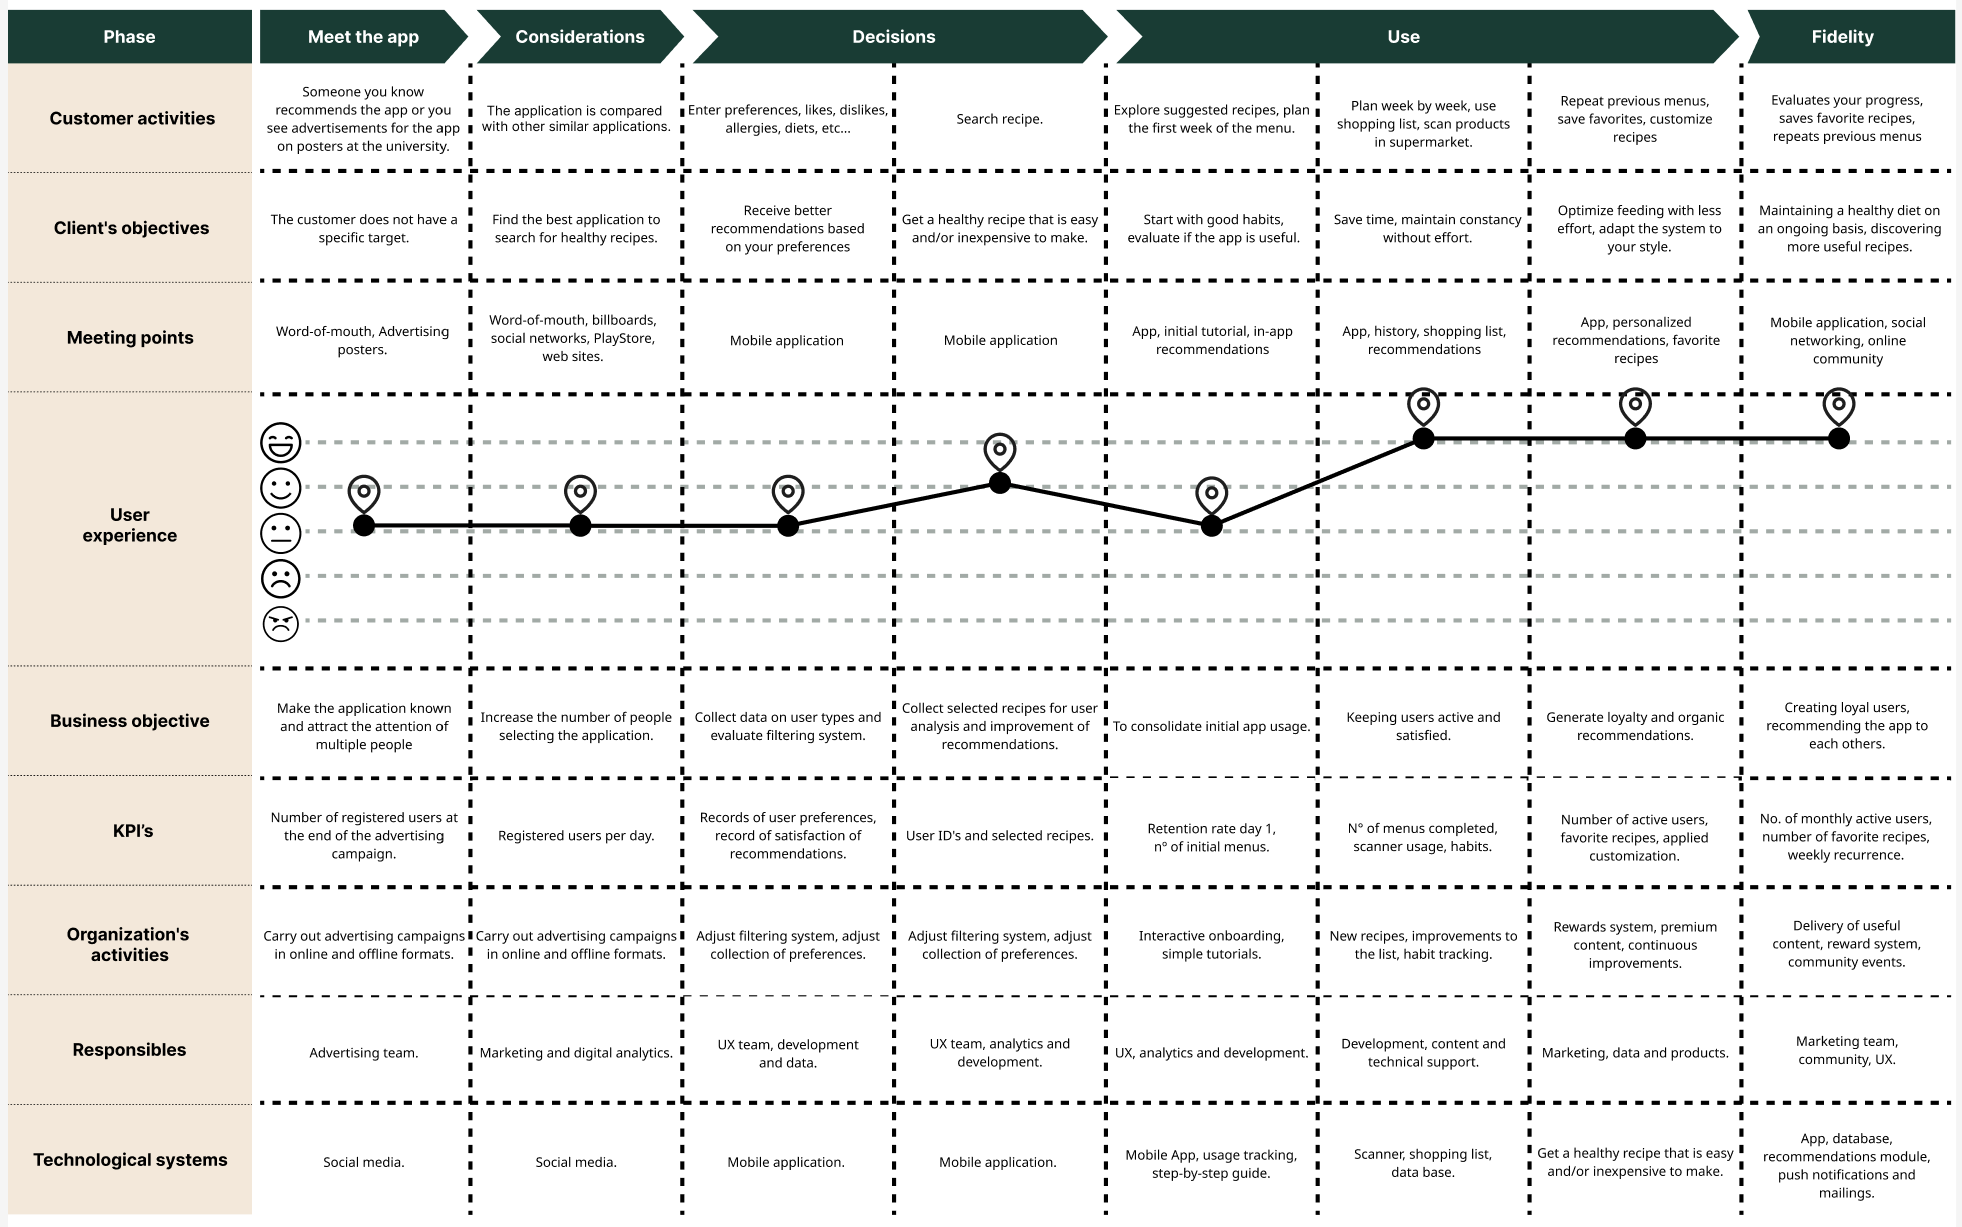 Phase
Meet the app
Considerations
Decisions
Use
Fidelity
Customer activities
Someone you know
recommends the app or you
see advertisements for the app
on posters at the university.
The application is compared
with other similar applications.
Enter preferences, likes, dislikes,
allergies, diets, etc...
Search recipe.
Explore suggested recipes, plan
the first week of the menu.
Plan week by week, use
shopping list, scan products
in supermarket.
Repeat previous menus,
save favorites, customize
recipes
Evaluates your progress,
saves favorite recipes,
repeats previous menus
Client's objectives
The customer does not have a
specific target.
Find the best application to
search for healthy recipes.
Receive better
recommendations based
on your preferences
Get a healthy recipe that is easy
and/or inexpensive to make.
Start with good habits,
evaluate if the app is useful.
Save time, maintain constancy
without effort.
Optimize feeding with less
effort, adapt the system to
your style.
Maintaining a healthy diet on
an ongoing basis, discovering
more useful recipes.
Meeting points
Word-of-mouth, Advertising
posters.
Word-of-mouth, billboards,
social networks, PlayStore,
web sites.
Mobile application
Mobile application
App, initial tutorial, in-app
recommendations
App, history, shopping list,
recommendations
App, personalized
recommendations, favorite
recipes
Mobile application, social
networking, online
community
User
experience
Business objective
Make the application known
and attract the attention of
multiple people
Increase the number of people
selecting the application.
Collect data on user types and
evaluate filtering system.
Collect selected recipes for user
analysis and improvement of
recommendations.
To consolidate initial app usage.
Keeping users active and
satisfied.
Generate loyalty and organic
recommendations.
Creating loyal users,
recommending the app to
each others.
KPI's
Number of registered users at
the end of the advertising
campaign.
Registered users per day.
Records of user preferences,
record of satisfaction of
recommendations.
User ID's and selected recipes.
Retention rate day 1,
nº of initial menus.
Nº of menus completed,
scanner usage, habits.
Number of active users,
favorite recipes, applied
customization.
No. of monthly active users,
number of favorite recipes,
weekly recurrence.
Organization's
activities
Carry out advertising campaigns
in online and offline formats.
Carry out advertising campaigns
in online and offline formats.
Adjust filtering system, adjust
collection of preferences.
Adjust filtering system, adjust
collection of preferences.
Interactive onboarding,
simple tutorials.
New recipes, improvements to
the list, habit tracking.
Rewards system, premium
content, continuous
improvements.
Delivery of useful
content, reward system,
community events.
Responsibles
Advertising team.
Marketing and digital analytics.
UX team, development
and data.
UX team, analytics and
development.
UX, analytics and development.
Development, content and
technical support.
Marketing, data and products.
Marketing team,
community, UX.
Technological systems
Social media.
Social media.
Mobile application.
Mobile application.
Mobile App, usage tracking,
step-by-step guide.
Scanner, shopping list,
data base.
Get a healthy recipe that is easy
and/or inexpensive to make.
App, database,
recommendations module,
push notifications and
mailings.